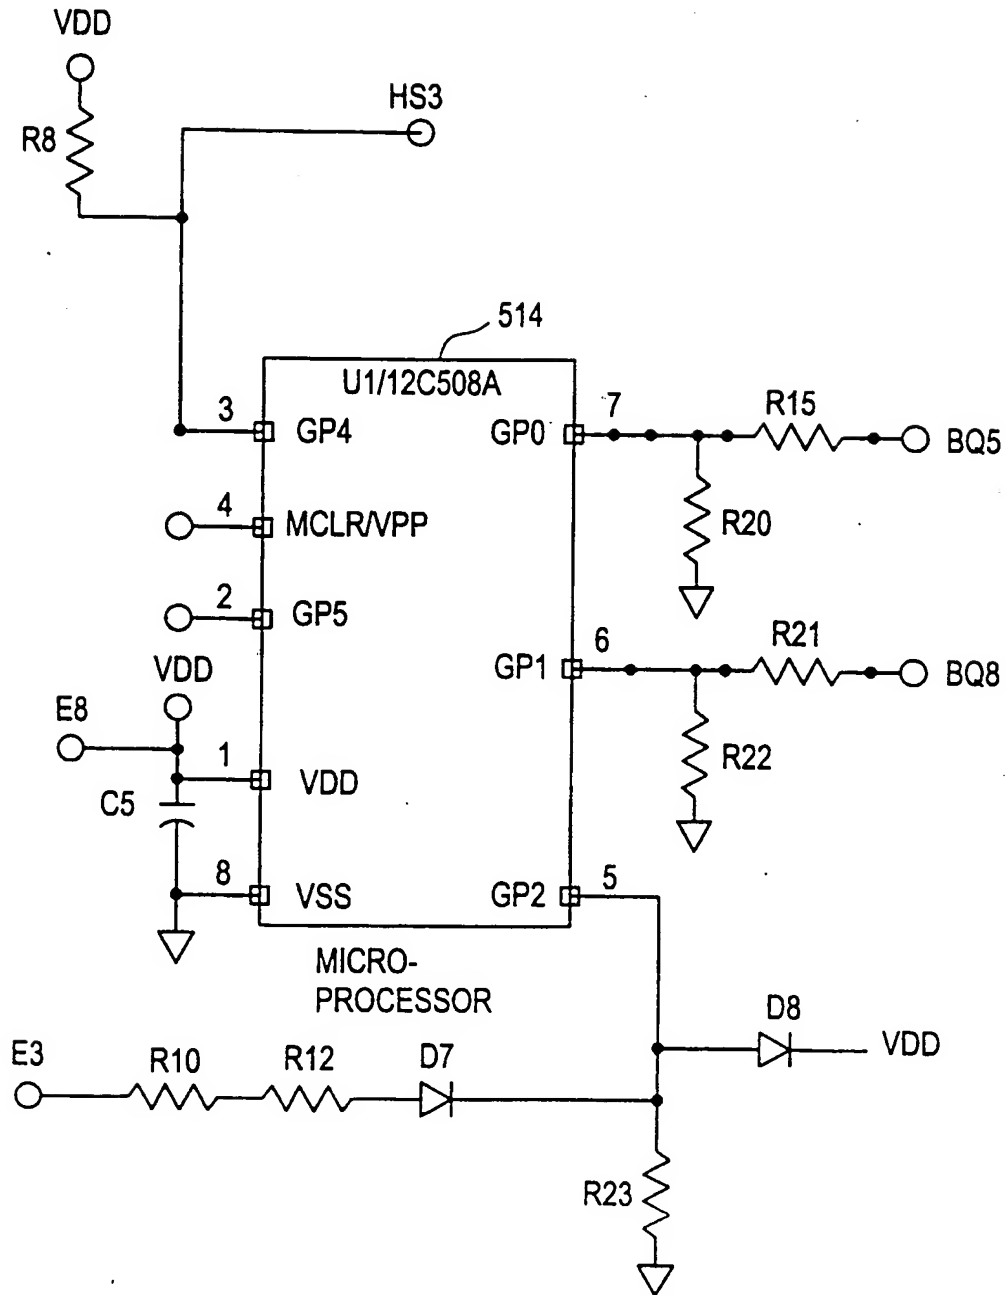 VDD
HS3
R8
514
U1/12C508A
3
GP4
GP0
7
R15
BQ5
4
MCLR/VPP
R20
2
GP5
6
R21
VDD
GP1
BQ8
E8
1
VDD
R22
C5
8
VSS
GP2
5
MICRO-
PROCESSOR
D8
VDD
E3
R10
R12
D7
R23